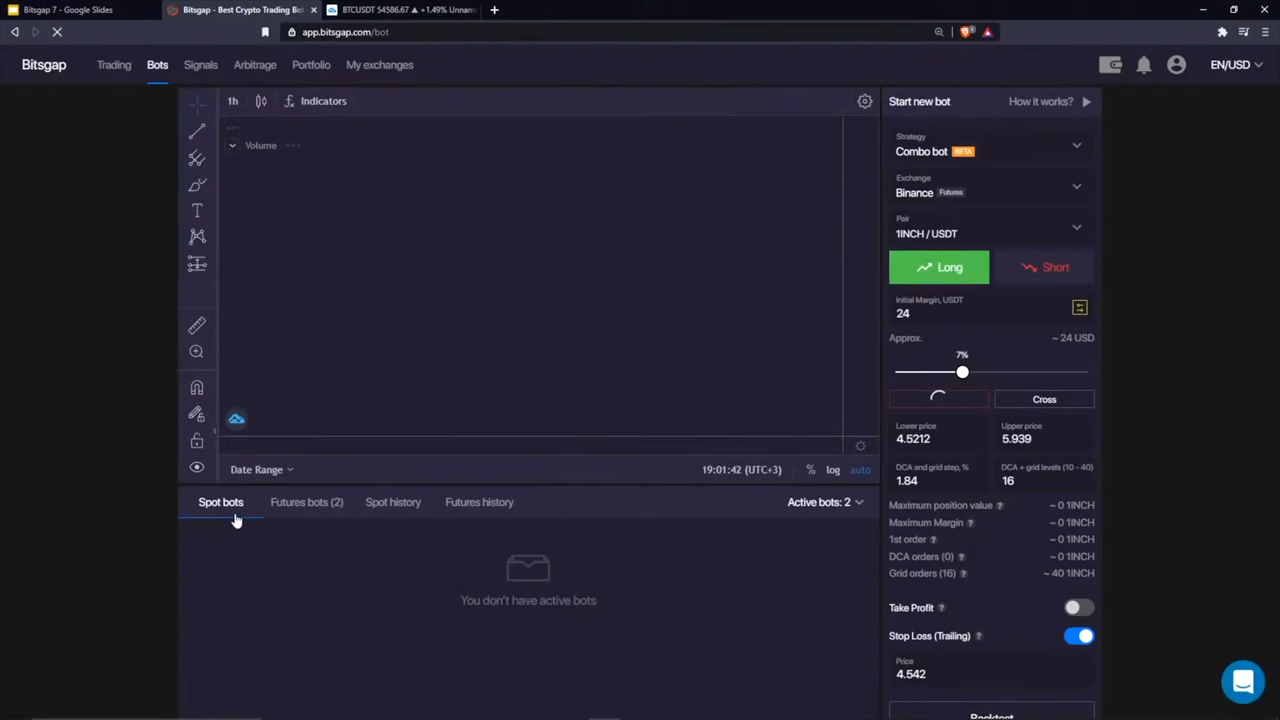 Bitsgap 7 - Google Slides
Bitsgap - Best Crypto Trading Bot
BTCUSDT 54586.67 ▲ +1.49% Unnam
app.bitsgap.com/bot
Bitsgap
Trading
Bots
Signals
Arbitrage
Portfolio
My exchanges
EN/USD
1h
Indicators
Volume
Date Range
19:01:42 (UTC+3)
%
log
auto
Start new bot
How it works?
Strategy
Combo bot BETA
Exchange
Binance Futures
Pair
1INCH / USDT
Long
Short
Initial Margin, USDT
24
Approx.
~ 24 USD
7%
Cross
Lower price
4.5212
Upper price
5.939
DCA and grid step, %
1.84
DCA + grid levels (10 - 40)
16
Maximum position value ? ~ 0 1INCH
Maximum Margin ? ~ 0 1INCH
1st order ? ~ 0 1INCH
DCA orders (0) ? ~ 0 1INCH
Grid orders (16) ? ~ 40 1INCH
Take Profit ?
Stop Loss (Trailing) ?
Price
4.542
Backtest
Spot bots
Futures bots (2)
Spot history
Futures history
Active bots: 2
You don't have active bots